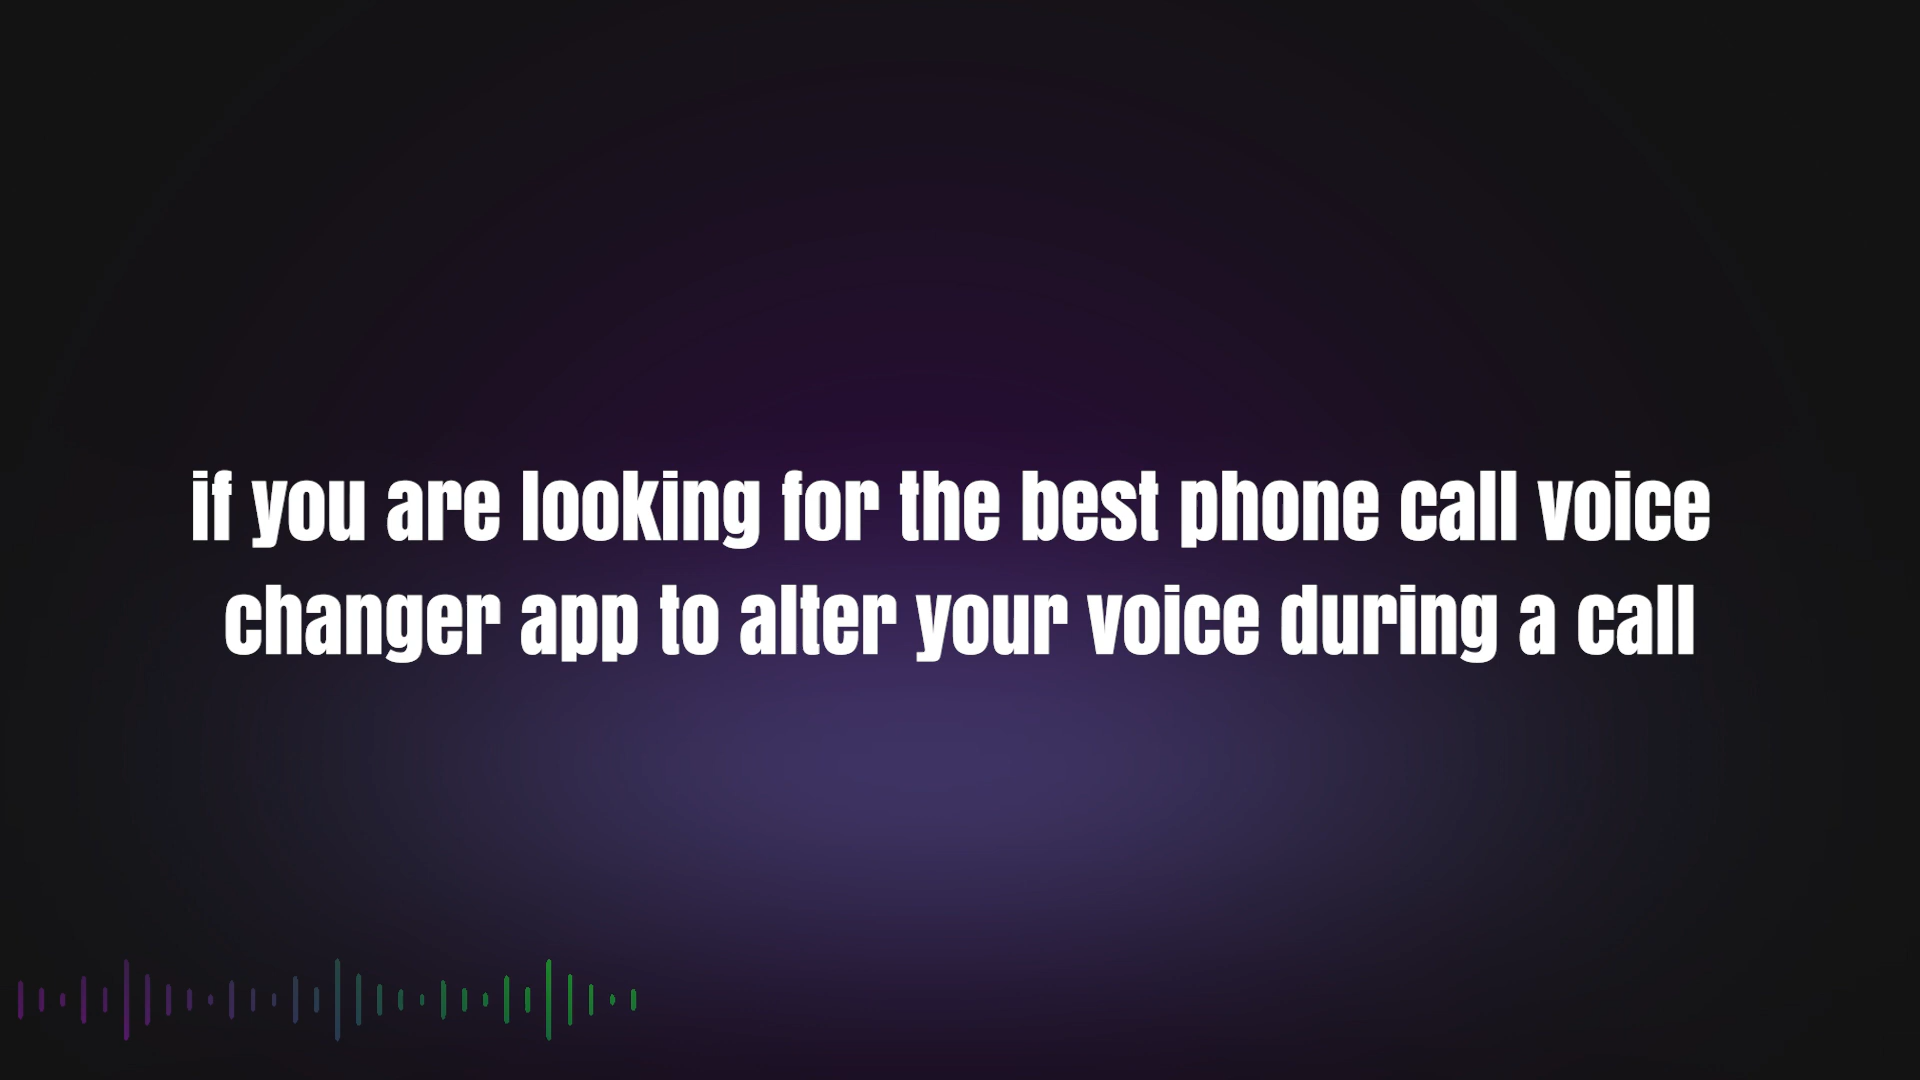 if you are looking for the best phone call voice
changer app to alter your voice during a call